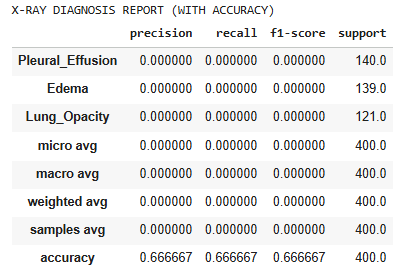 X-RAY DIAGNOSIS REPORT (WITH ACCURACY)
precision recall f1-score support
Pleural_Effusion 0.000000 0.000000 0.000000 140.0
Edema 0.000000 0.000000 0.000000 139.0
Lung_Opacity 0.000000 0.000000 0.000000 121.0
micro avg 0.000000 0.000000 0.000000 400.0
macro avg 0.000000 0.000000 0.000000 400.0
weighted avg 0.000000 0.000000 0.000000 400.0
samples avg 0.000000 0.000000 0.000000 400.0
accuracy 0.666667 0.666667 0.666667 400.0